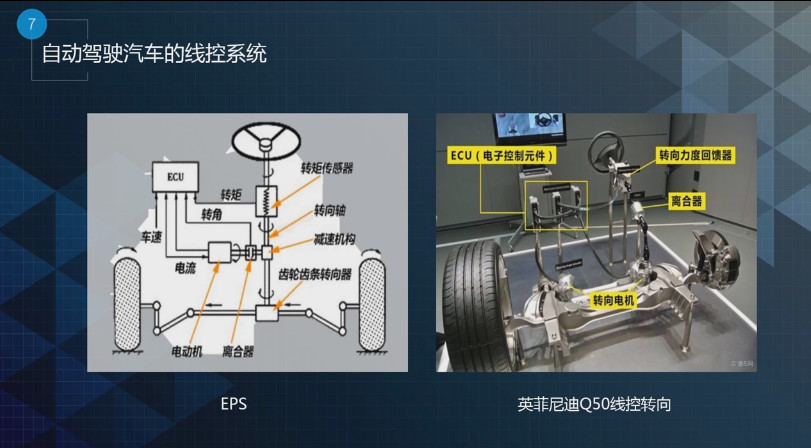 7
自动驾驶汽车的线控系统
ECU
转矩传感器
转矩
转角
转向轴
车速
减速机构
电流
齿轮齿条转向器
电动机
离合器
ECU（电子控制元件）
转向力度回馈器
离合器
转向电机
EPS
英菲尼迪Q50线控转向